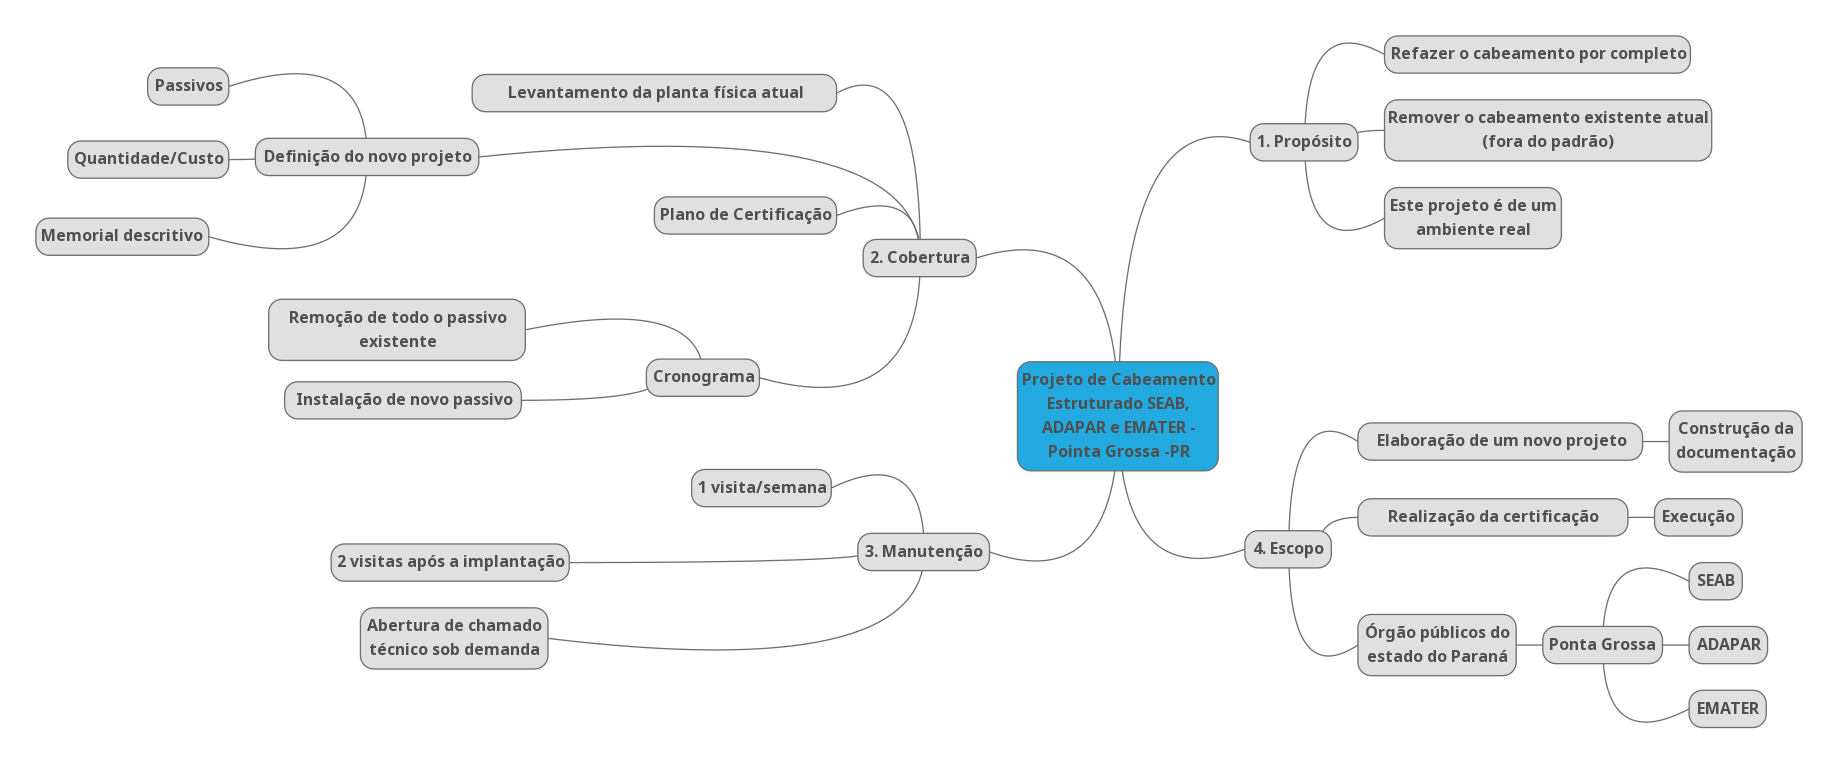 Projeto de Cabeamento
Estruturado SEAB,
ADAPAR e EMATER -
Pointa Grossa -PR
1. Propósito
Refazer o cabeamento por completo
Remover o cabeamento existente atual
(fora do padrão)
Este projeto é de um
ambiente real
2. Cobertura
Levantamento da planta física atual
Definição do novo projeto
Passivos
Quantidade/Custo
Memorial descritivo
Plano de Certificação
Cronograma
Remoção de todo o passivo
existente
Instalação de novo passivo
3. Manutenção
1 visita/semana
2 visitas após a implantação
Abertura de chamado
técnico sob demanda
4. Escopo
Elaboração de um novo projeto
Construção da
documentação
Realização da certificação
Execução
Órgão públicos do
estado do Paraná
Ponta Grossa
SEAB
ADAPAR
EMATER